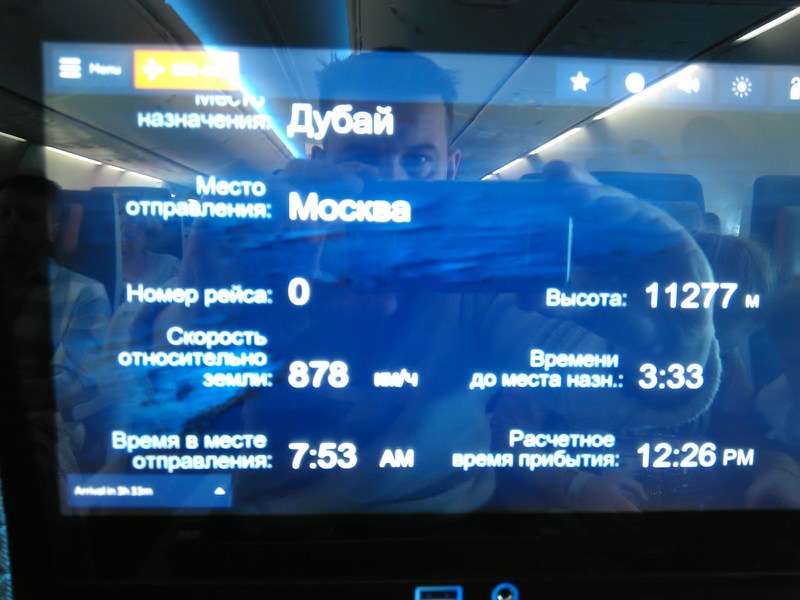 Menu
Место
назначения: Дубай
Место
отправления: Москва
Номер рейса: 0
Высота: 11277 м
Скорость
относительно
земли: 878 км/ч
Времени
до места назн.: 3:33
Время в месте
отправления: 7:53 AM
Расчетное
время прибытия: 12:26 PM
Arrival in 3h 33m